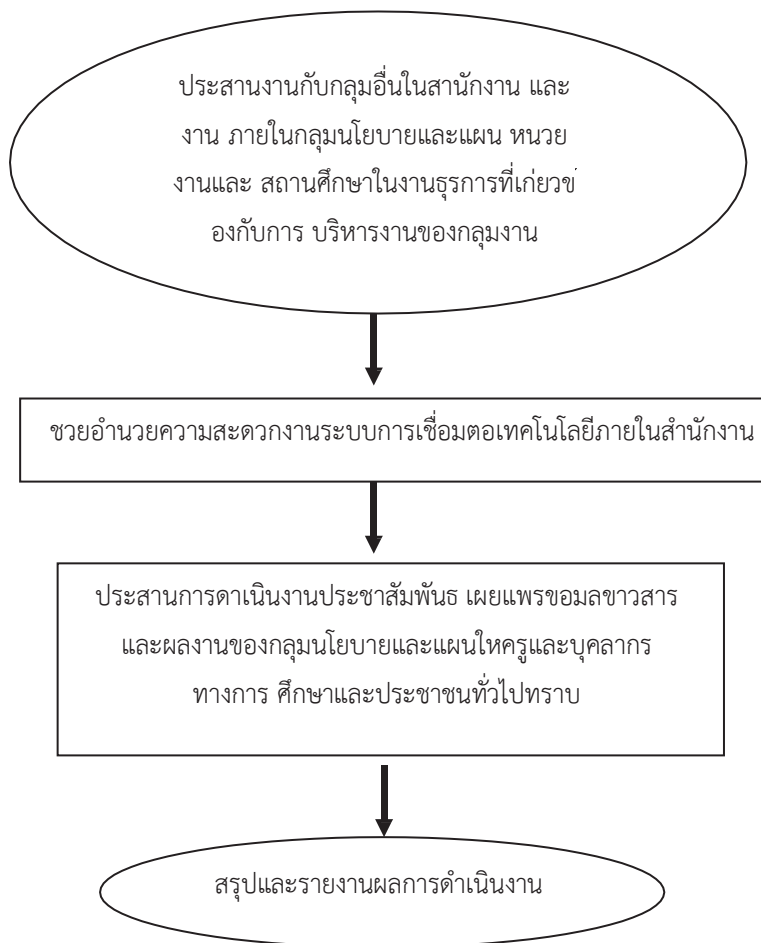 ประสานงานกับกลุมอื่นในสานักงาน และ
งาน ภายในกลุมนโยบายและแผน หนวย
งานและ สถานศึกษาในงานธุรการที่เก่ียวข่
องกับการ บริหารงานของกลุมงาน
ชวยอำนวยความสะดวกงานระบบการเชื่อมตอเทคโนโลยีภายในสำนักงาน
ประสานการดาเนินงานประชาสัมพันธ เผยแพรขอมลขาวสาร
และผลงานของกลุมนโยบายและแผนใหครูและบุคลากร
ทางการ ศึกษาและประชาชนทั่วไปทราบ
สรุปและรายงานผลการดำเนินงาน